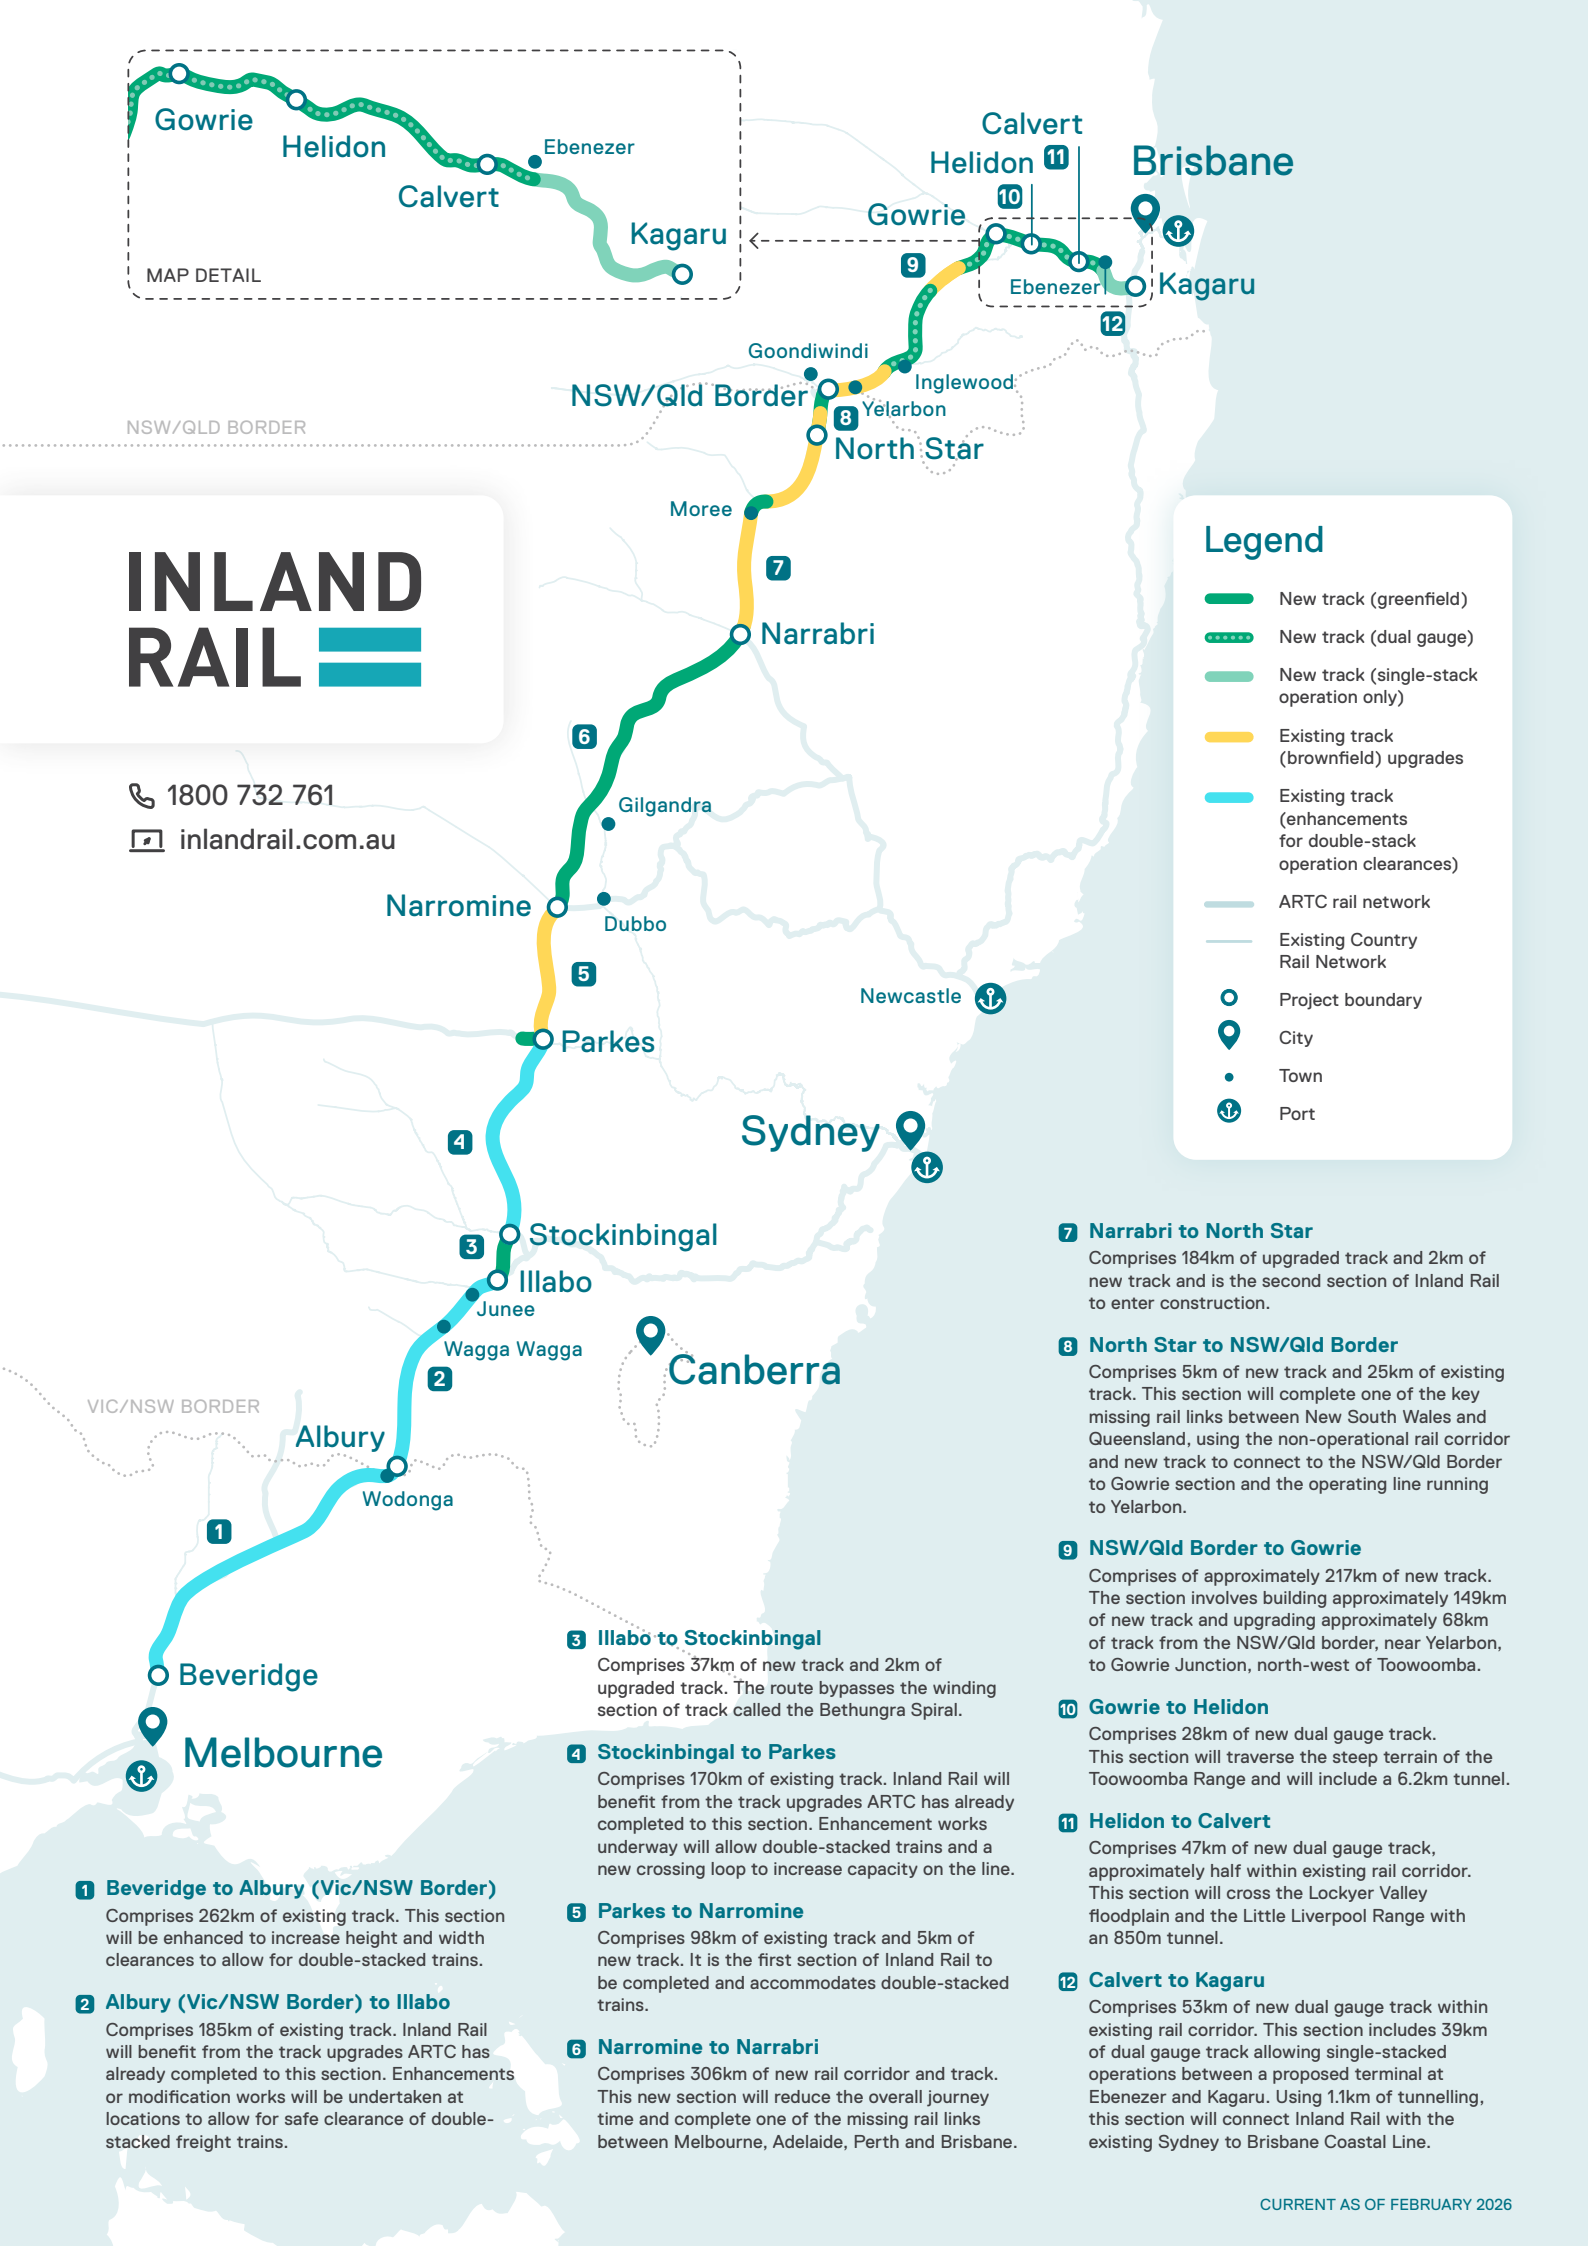 Gowrie
Helidon
Calvert
Ebenezer
Kagaru
MAP DETAIL
Calvert
11
Helidon
10
Brisbane
Gowrie
9
Ebenezer
Kagaru
12
Goondiwindi
NSW/Qld Border
Inglewood
8
Yelarbon
NSW/QLD BORDER
North Star
Moree
7
INLAND
RAIL
Narrabri
6
1800 732 761
inlandrail.com.au
Gilgandra
Narromine
Dubbo
5
Newcastle
Parkes
4
Sydney
3
Stockinbingal
Illabo
Junee
Wagga Wagga
2
Canberra
VIC/NSW BORDER
Albury
Wodonga
1
Beveridge
Melbourne
Legend
New track (greenfield)
New track (dual gauge)
New track (single-stack
operation only)
Existing track
(brownfield) upgrades
Existing track
(enhancements
for double-stack
operation clearances)
ARTC rail network
Existing Country
Rail Network
Project boundary
City
Town
Port
1 Beveridge to Albury (Vic/NSW Border)
Comprises 262km of existing track. This section
will be enhanced to increase height and width
clearances to allow for double-stacked trains.
2 Albury (Vic/NSW Border) to Illabo
Comprises 185km of existing track. Inland Rail
will benefit from the track upgrades ARTC has
already completed to this section. Enhancements
or modification works will be undertaken at
locations to allow for safe clearance of double-
stacked freight trains.
3 Illabo to Stockinbingal
Comprises 37km of new track and 2km of
upgraded track. The route bypasses the winding
section of track called the Bethungra Spiral.
4 Stockinbingal to Parkes
Comprises 170km of existing track. Inland Rail will
benefit from the track upgrades ARTC has already
completed to this section. Enhancement works
underway will allow double-stacked trains and a
new crossing loop to increase capacity on the line.
5 Parkes to Narromine
Comprises 98km of existing track and 5km of
new track. It is the first section of Inland Rail to
be completed and accommodates double-stacked
trains.
6 Narromine to Narrabri
Comprises 306km of new rail corridor and track.
This new section will reduce the overall journey
time and complete one of the missing rail links
between Melbourne, Adelaide, Perth and Brisbane.
7 Narrabri to North Star
Comprises 184km of upgraded track and 2km of
new track and is the second section of Inland Rail
to enter construction.
8 North Star to NSW/Qld Border
Comprises 5km of new track and 25km of existing
track. This section will complete one of the key
missing rail links between New South Wales and
Queensland, using the non-operational rail corridor
and new track to connect to the NSW/Qld Border
to Gowrie section and the operating line running
to Yelarbon.
9 NSW/Qld Border to Gowrie
Comprises of approximately 217km of new track.
The section involves building approximately 149km
of new track and upgrading approximately 68km
of track from the NSW/Qld border, near Yelarbon,
to Gowrie Junction, north-west of Toowoomba.
10 Gowrie to Helidon
Comprises 28km of new dual gauge track.
This section will traverse the steep terrain of the
Toowoomba Range and will include a 6.2km tunnel.
11 Helidon to Calvert
Comprises 47km of new dual gauge track,
approximately half within existing rail corridor.
This section will cross the Lockyer Valley
floodplain and the Little Liverpool Range with
an 850m tunnel.
12 Calvert to Kagaru
Comprises 53km of new dual gauge track within
existing rail corridor. This section includes 39km
of dual gauge track allowing single-stacked
operations between a proposed terminal at
Ebenezer and Kagaru. Using 1.1km of tunnelling,
this section will connect Inland Rail with the
existing Sydney to Brisbane Coastal Line.
CURRENT AS OF FEBRUARY 2026